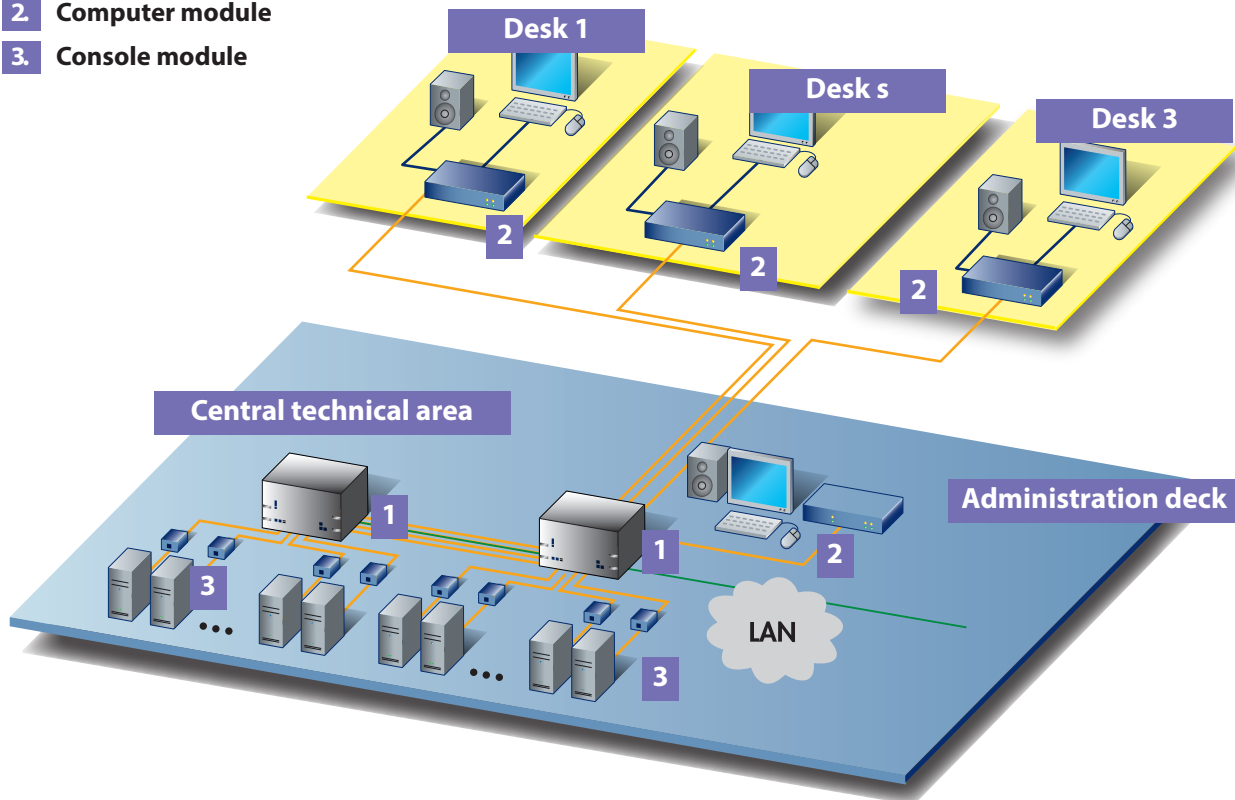 2. Computer module
3. Console module
Desk 1
Desk s
Desk 3
2
2
2
Central technical area
Administration deck
1
1
2
3
3
LAN